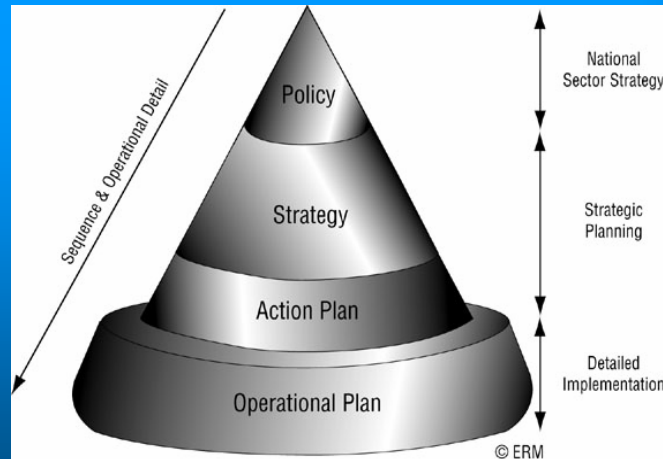 Policy
National
Sector Strategy
Sequence & Operational Detail
Strategy
Strategic
Planning
Action Plan
Detailed
Implementation
Operational Plan
© ERM